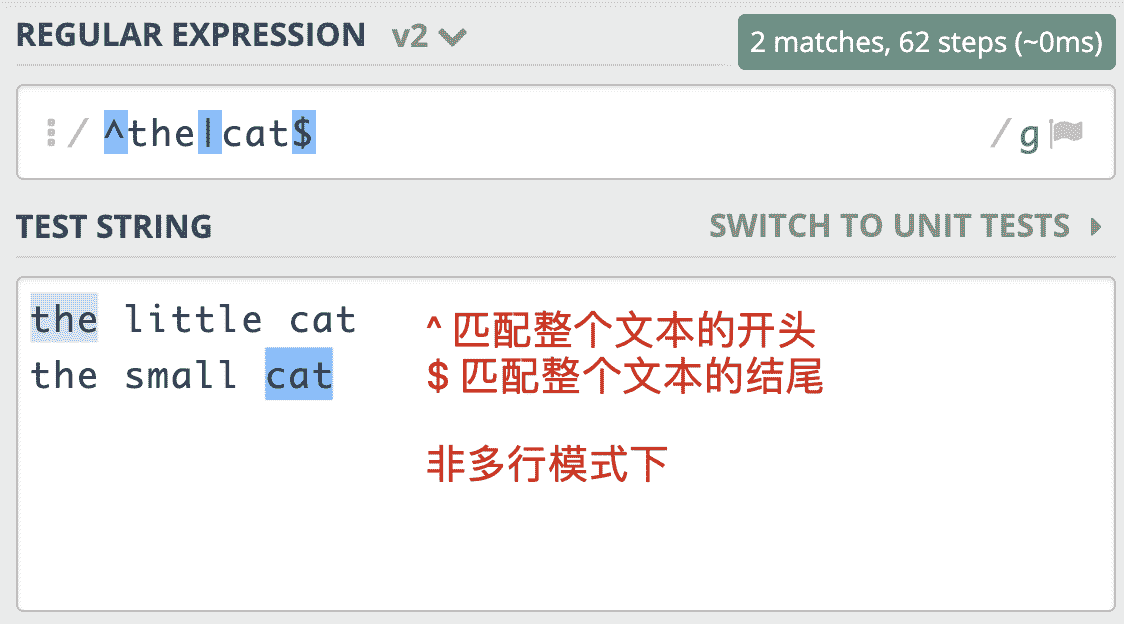 REGULAR EXPRESSION v2 2 matches, 62 steps (~0ms)
/ ^the|cat$ / g
TEST STRING SWITCH TO UNIT TESTS
the little cat ^ 匹配整个文本的开头
the small cat $ 匹配整个文本的结尾
非多行模式下